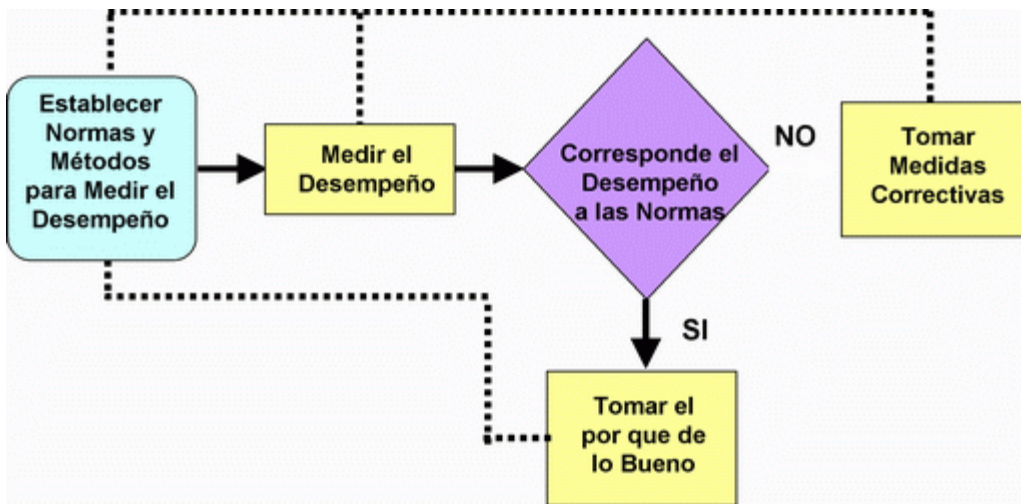 Establecer
Normas y
Métodos
para Medir el
Desempeño
Medir el
Desempeño
Corresponde el
Desempeño
a las Normas
NO
Tomar
Medidas
Correctivas
SI
Tomar el
por que de
lo Bueno